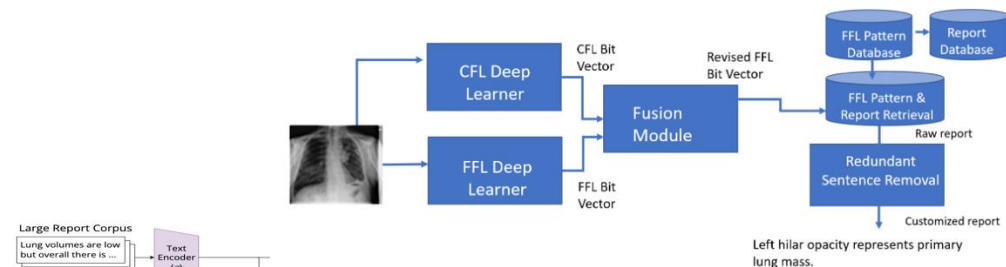 FFL Pattern
Database
Report
Database
CFL Bit
Vector
Revised FFL
Bit Vector
CFL Deep
Learner
Fusion
Module
FFL Pattern &
Report Retrieval
Raw report
FFL Deep
Learner
FFL Bit
Vector
Redundant
Sentence Removal
Customized report
Left hilar opacity represents primary
lung mass.
Large Report Corpus
Lung volumes are low
but overall there is ...
Text
Encoder